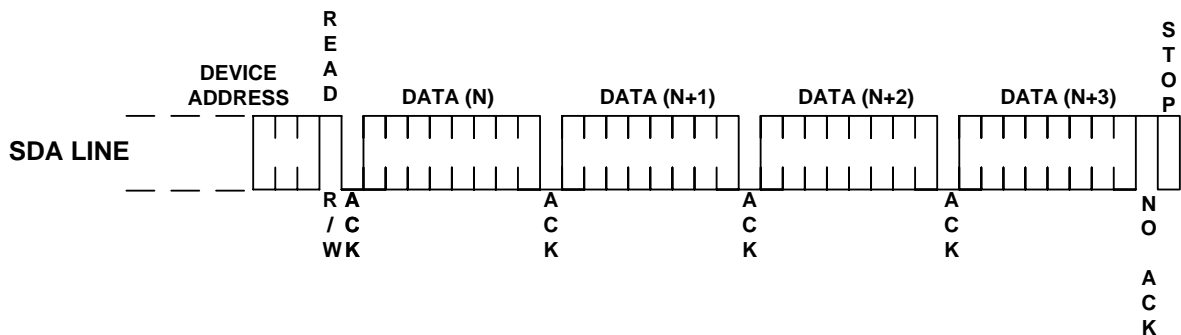 READ
STOP
DEVICE
ADDRESS
DATA (N)
DATA (N+1)
DATA (N+2)
DATA (N+3)
SDA LINE
R/W
ACK
ACK
ACK
ACK
NO ACK